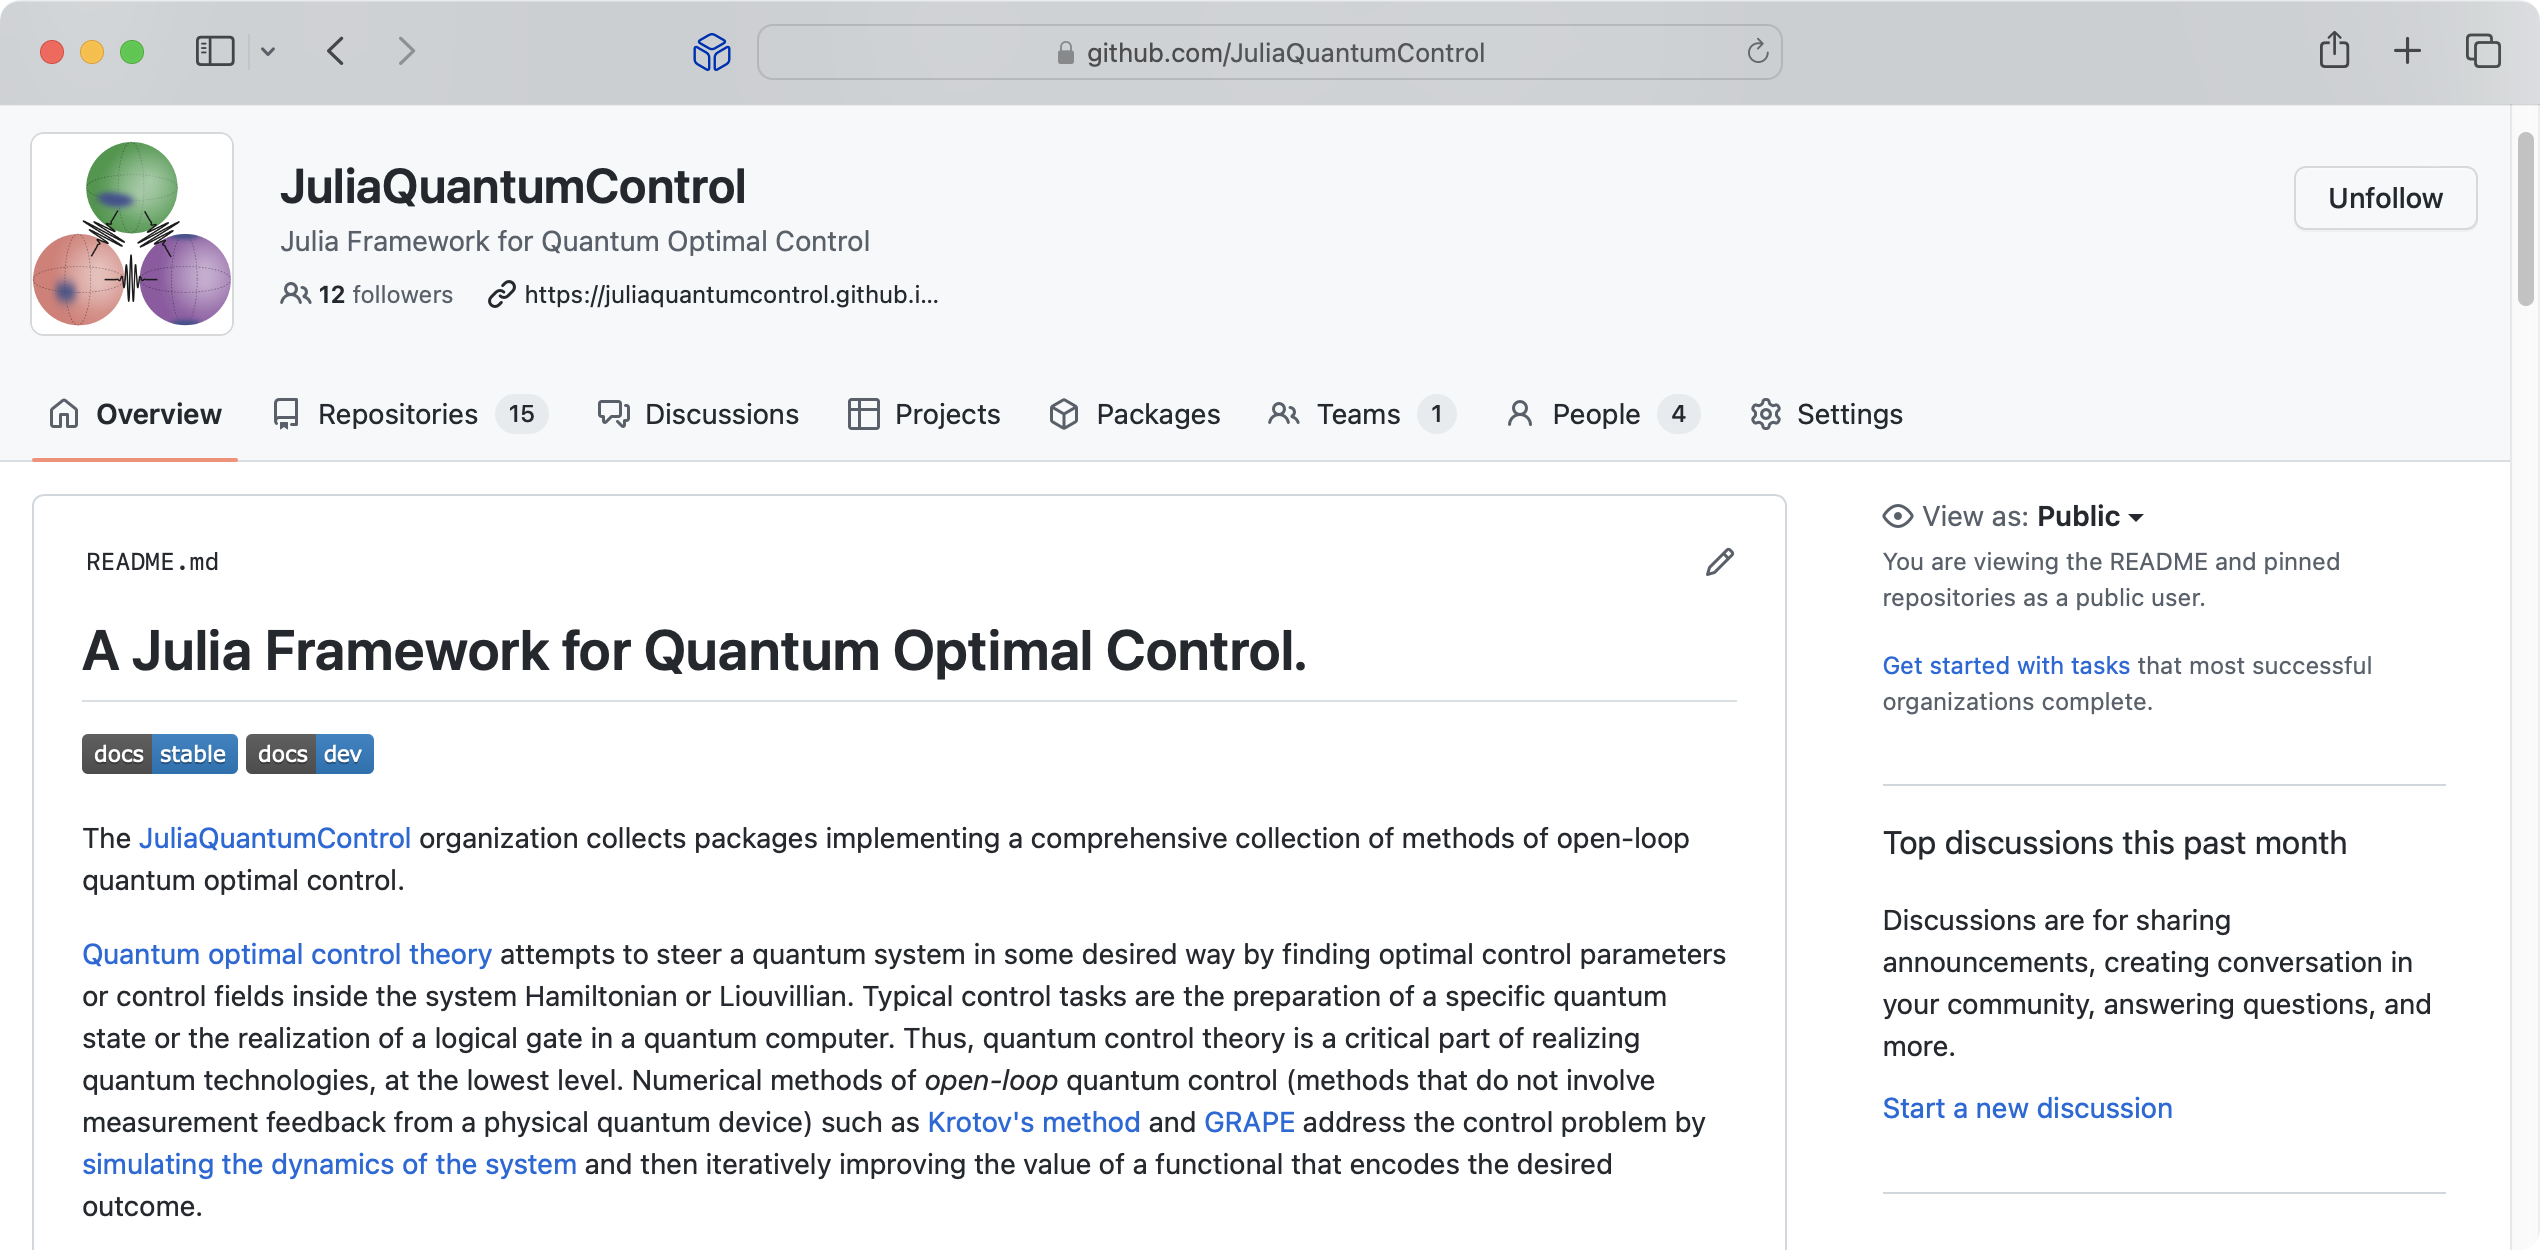 github.com/JuliaQuantumControl
JuliaQuantumControl
Julia Framework for Quantum Optimal Control
12 followers https://juliaquantumcontrol.github.i...
Unfollow
Overview Repositories 15 Discussions Projects Packages Teams 1 People 4 Settings
README.md
A Julia Framework for Quantum Optimal Control.
docs stable docs dev
The JuliaQuantumControl organization collects packages implementing a comprehensive collection of methods of open-loop
quantum optimal control.
Quantum optimal control theory attempts to steer a quantum system in some desired way by finding optimal control parameters
or control fields inside the system Hamiltonian or Liouvillian. Typical control tasks are the preparation of a specific quantum
state or the realization of a logical gate in a quantum computer. Thus, quantum control theory is a critical part of realizing
quantum technologies, at the lowest level. Numerical methods of open-loop quantum control (methods that do not involve
measurement feedback from a physical quantum device) such as Krotov's method and GRAPE address the control problem by
simulating the dynamics of the system and then iteratively improving the value of a functional that encodes the desired
outcome.
View as: Public
You are viewing the README and pinned
repositories as a public user.
Get started with tasks that most successful
organizations complete.
Top discussions this past month
Discussions are for sharing
announcements, creating conversation in
your community, answering questions, and
more.
Start a new discussion